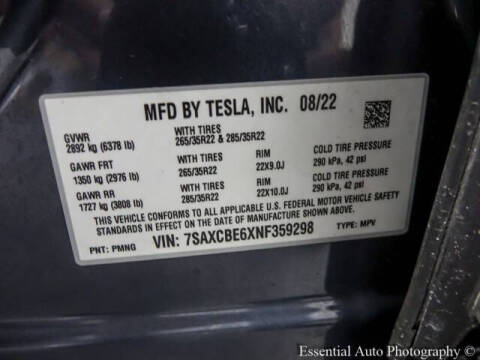 MFD BY TESLA, INC. 08/22
GVWR WITH TIRES
2892 kg (6378 lb) 265/35R22 & 285/35R22
GAWR FRT WITH TIRES RIM COLD TIRE PRESSURE
1350 kg (2976 lb) 265/35R22 22X9.0J 290 kPa, 42 psi
GAWR RR WITH TIRES RIM COLD TIRE PRESSURE
1727 kg (3808 lb) 285/35R22 22X10.0J 290 kPa, 42 psi
THIS VEHICLE CONFORMS TO ALL APPLICABLE U.S. FEDERAL MOTOR VEHICLE SAFETY
STANDARDS IN EFFECT ON THE DATE OF MANUFACTURE SHOWN ABOVE.
PNT: PMNG VIN: 7SAXCBE6XNF359298 TYPE: MPV
Essential Auto Photography ©